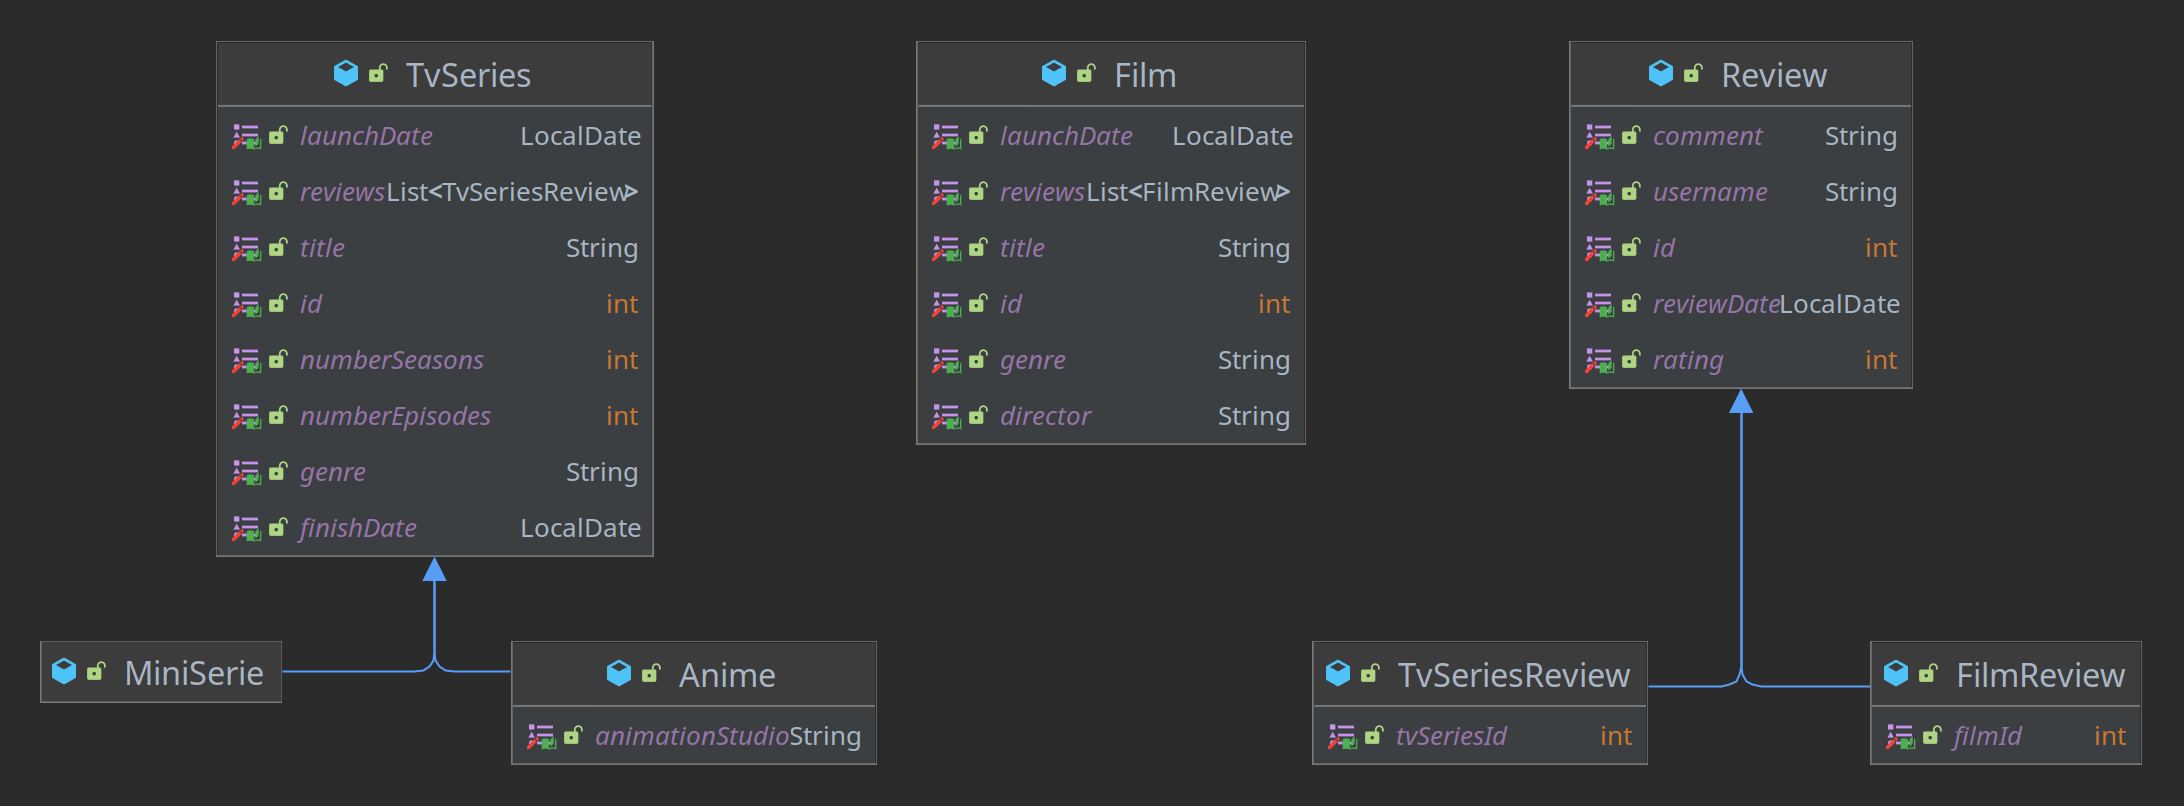 TvSeries
launchDate LocalDate
reviews List<TvSeriesReview>
title String
id int
numberSeasons int
numberEpisodes int
genre String
finishDate LocalDate
Film
launchDate LocalDate
reviews List<FilmReview>
title String
id int
genre String
director String
Review
comment String
username String
id int
reviewDate LocalDate
rating int
MiniSerie
Anime
animationStudio String
TvSeriesReview
tvSeriesId int
FilmReview
filmId int